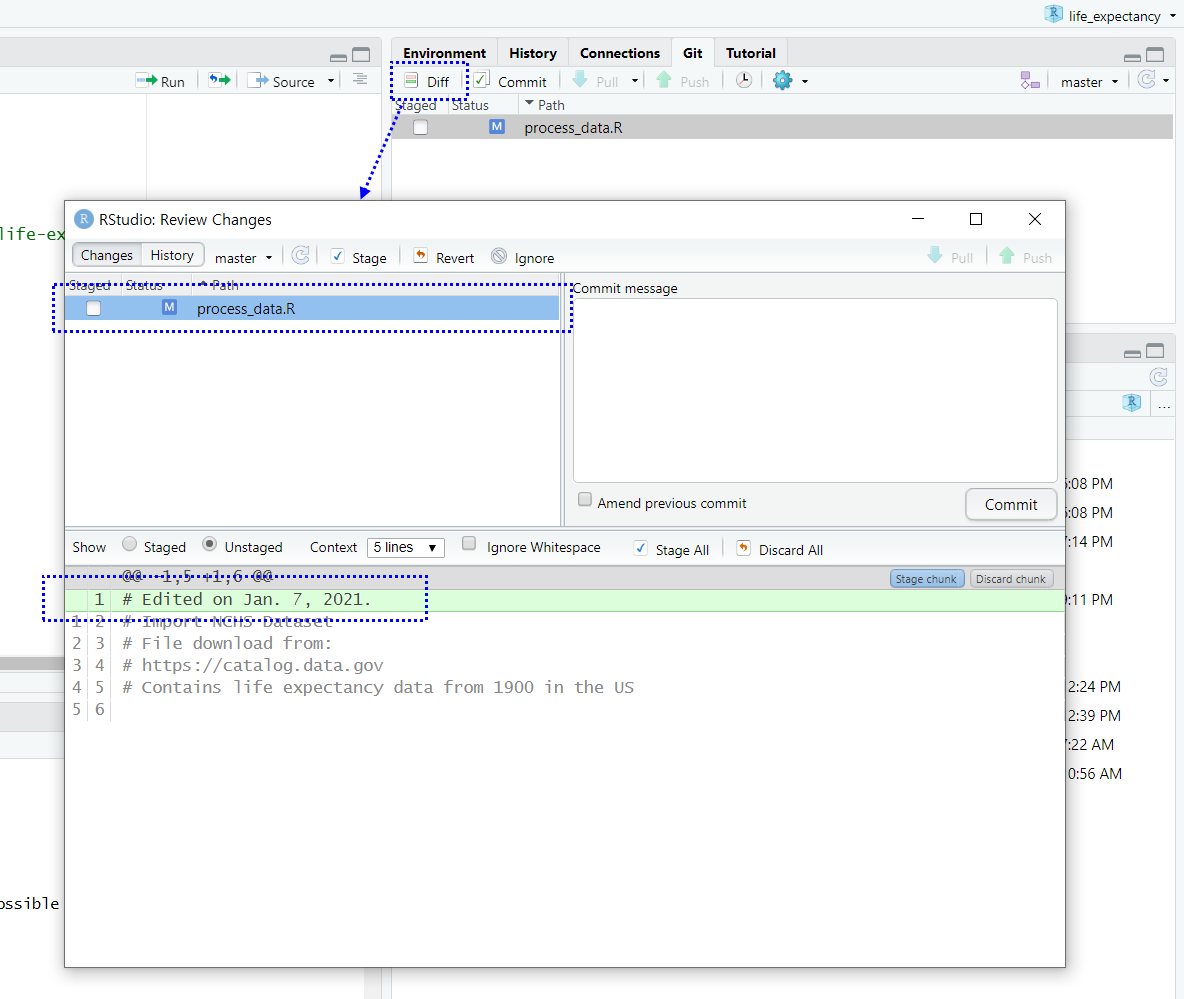 life_expectancy
Environment History Connections Git Tutorial
Run Source
Diff Commit Pull Push master
Staged Status Path
M process_data.R
life-ex
R RStudio: Review Changes
Changes History master Stage Revert Ignore Pull Push
Staged Status Path
M process_data.R
Commit message
Amend previous commit Commit
Show Staged Unstaged Context 5 lines Ignore Whitespace Stage All Discard All
@@ -1,5 +1,6 @@ Stage chunk Discard chunk
1 # Edited on Jan. 7, 2021.
1 2 # Import NCHS Dataset
2 3 # File download from:
3 4 # https://catalog.data.gov
4 5 # Contains life expectancy data from 1900 in the US
5 6
R ...
:08 PM
:08 PM
:14 PM
:11 PM
2:24 PM
2:39 PM
:22 AM
0:56 AM
ossible